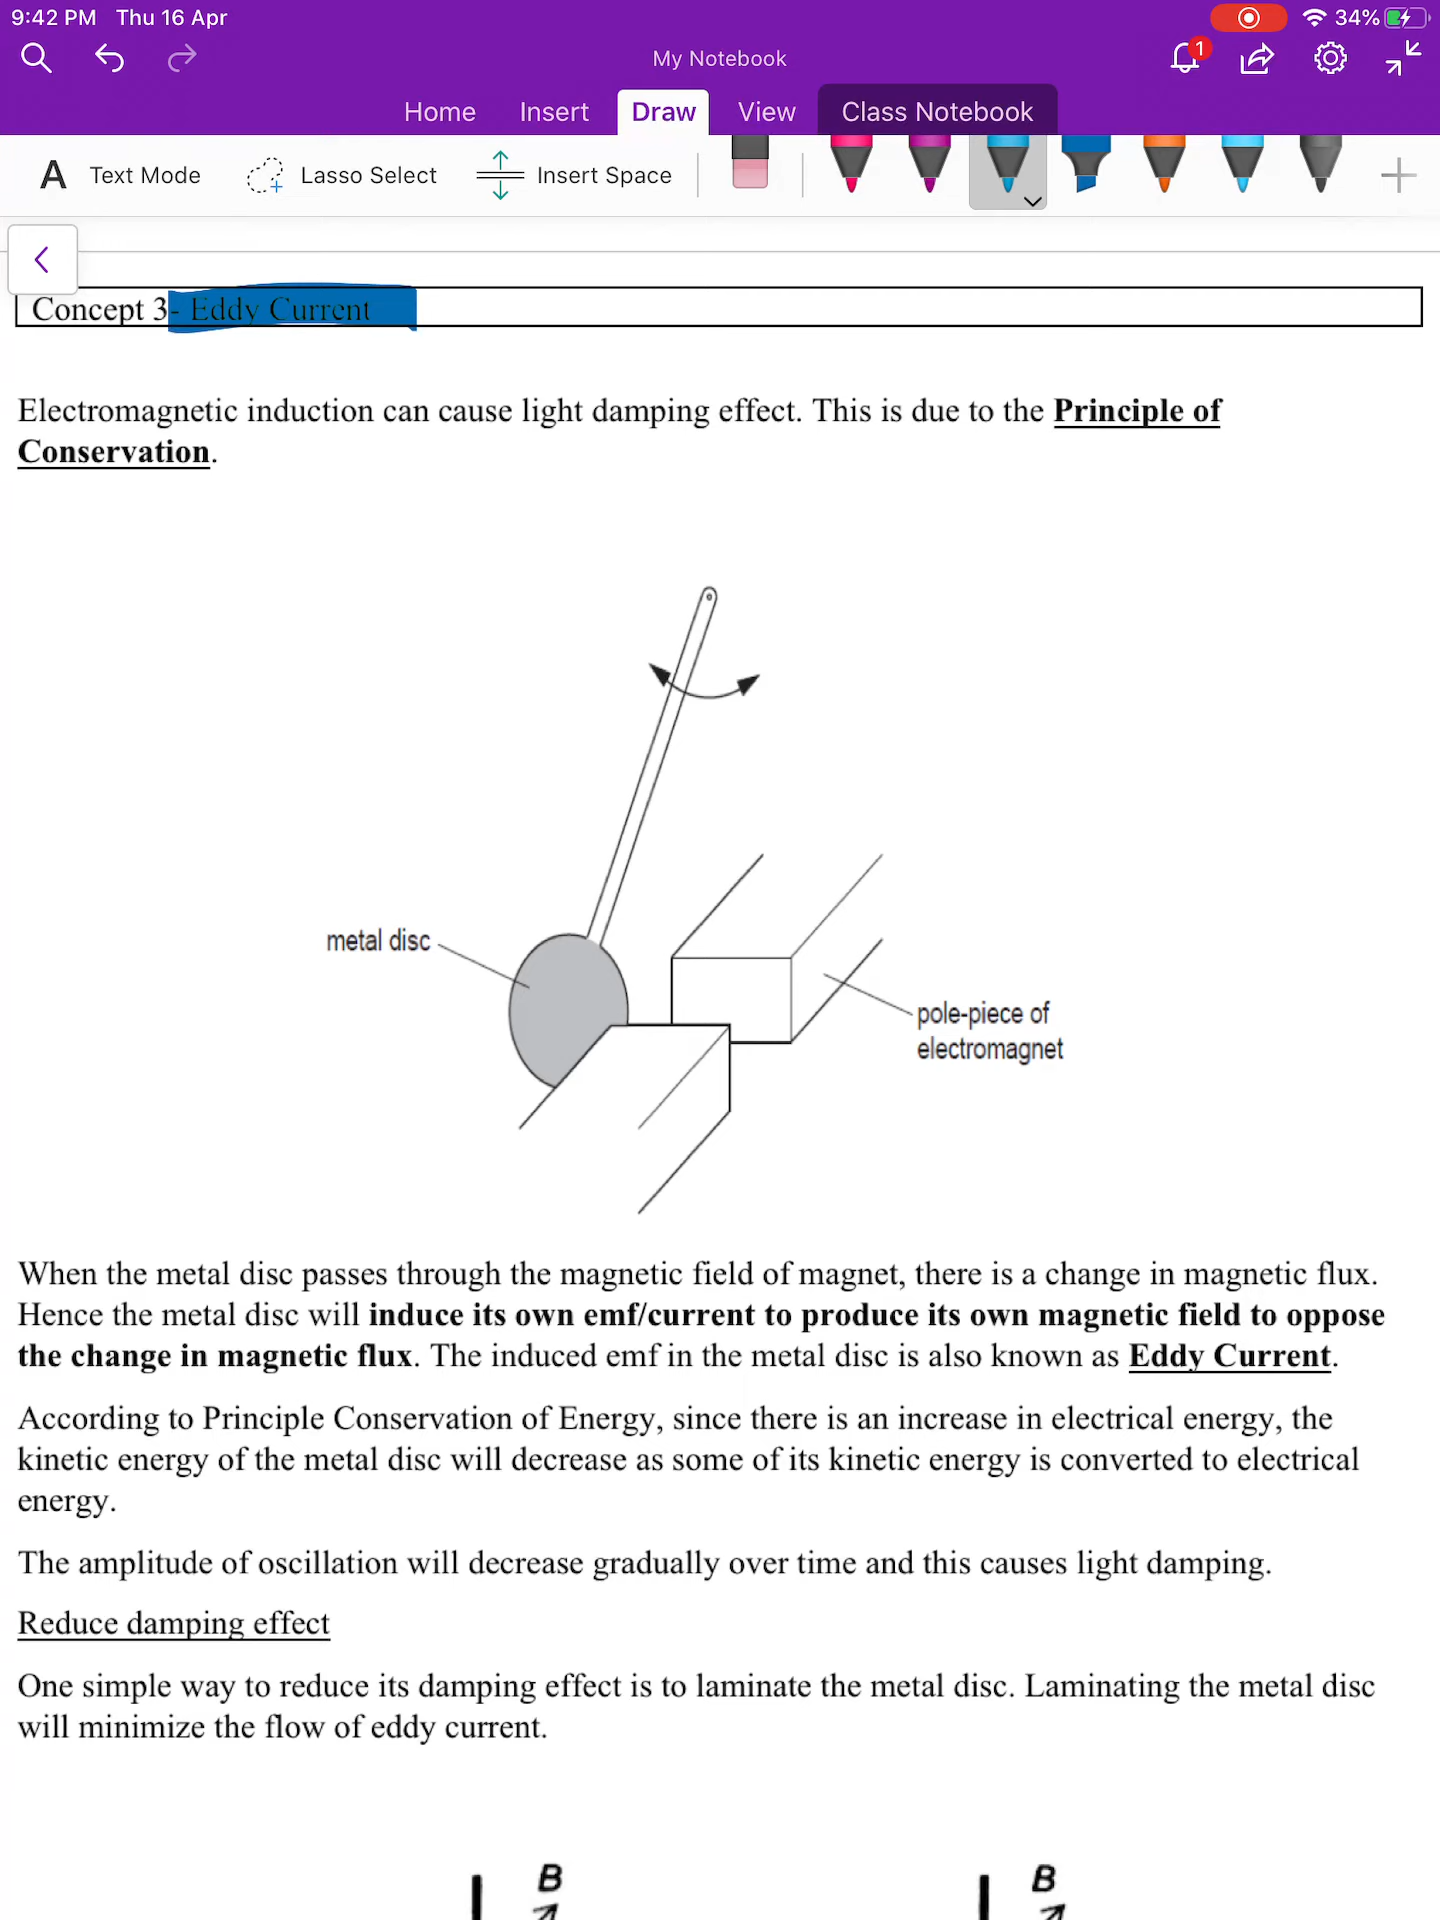 9:42 PM Thu 16 Apr
34%
My Notebook
1
Home Insert Draw View Class Notebook
A Text Mode Lasso Select Insert Space
Concept 3- Eddy Current
Electromagnetic induction can cause light damping effect. This is due to the Principle of
Conservation.
metal disc
pole-piece of
electromagnet
When the metal disc passes through the magnetic field of magnet, there is a change in magnetic flux.
Hence the metal disc will induce its own emf/current to produce its own magnetic field to oppose
the change in magnetic flux. The induced emf in the metal disc is also known as Eddy Current.
According to Principle Conservation of Energy, since there is an increase in electrical energy, the
kinetic energy of the metal disc will decrease as some of its kinetic energy is converted to electrical
energy.
The amplitude of oscillation will decrease gradually over time and this causes light damping.
Reduce damping effect
One simple way to reduce its damping effect is to laminate the metal disc. Laminating the metal disc
will minimize the flow of eddy current.
B B